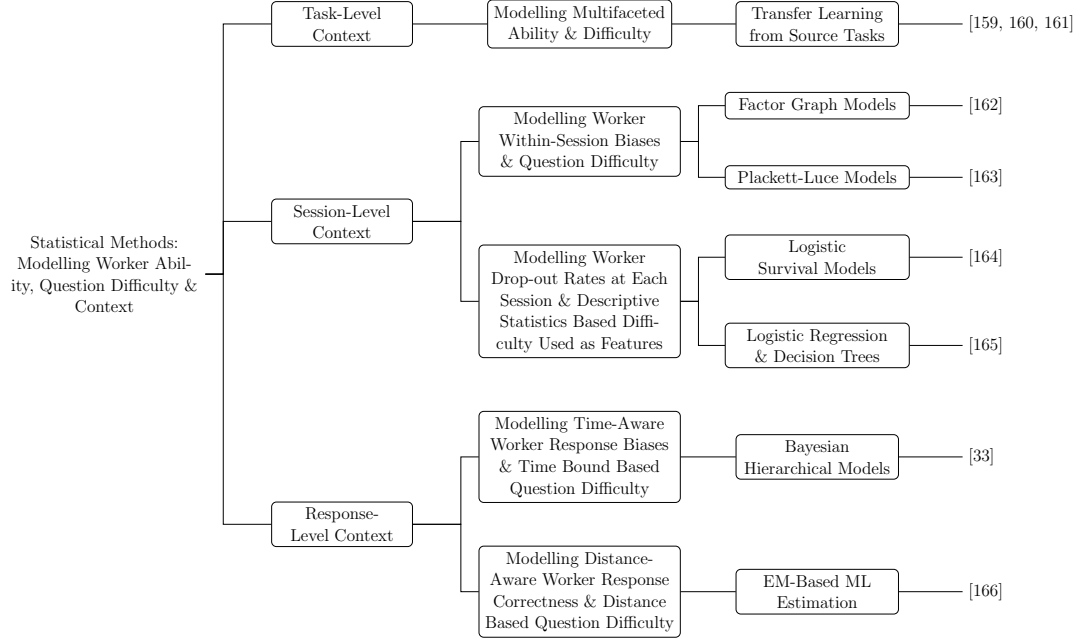 Statistical Methods:
Modelling Worker Abil-
ity, Question Difficulty &
Context
Task-Level
Context
Modelling Multifaceted
Ability & Difficulty
Transfer Learning
from Source Tasks
[159, 160, 161]
Session-Level
Context
Modelling Worker
Within-Session Biases
& Question Difficulty
Factor Graph Models
[162]
Plackett-Luce Models
[163]
Modelling Worker
Drop-out Rates at Each
Session & Descriptive
Statistics Based Diffi-
culty Used as Features
Logistic
Survival Models
[164]
Logistic Regression
& Decision Trees
[165]
Response-
Level Context
Modelling Time-Aware
Worker Response Biases
& Time Bound Based
Question Difficulty
Bayesian
Hierarchical Models
[33]
Modelling Distance-
Aware Worker Response
Correctness & Distance
Based Question Difficulty
EM-Based ML
Estimation
[166]